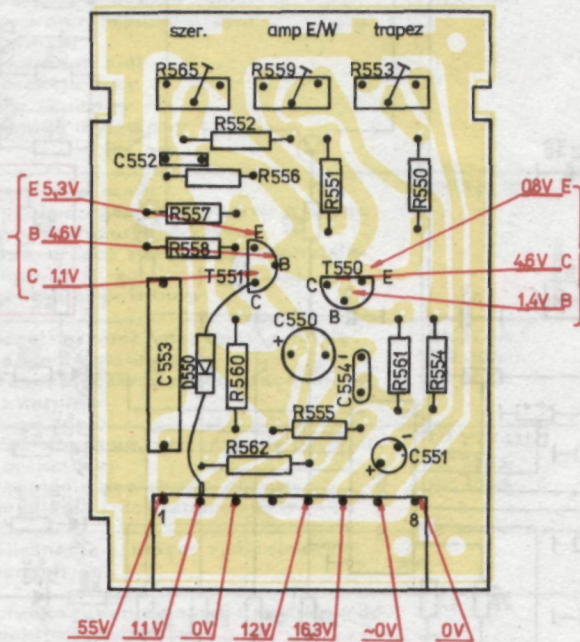 szer. amp E/W trapez
R565 R559 R553
R552
C552
R556
R551
R550
R557
R558
E 5,3V
B 4,6V
C 1,1V
E
B
C
T551
T550
C
E
B
08V E
4,6V C
1,4V B
C550
+
C553
D550
R560
C554
R561
R554
R555
R562
C551
+
-
1
8
55V 1,1V 0V 12V 16,3V ~0V 0V